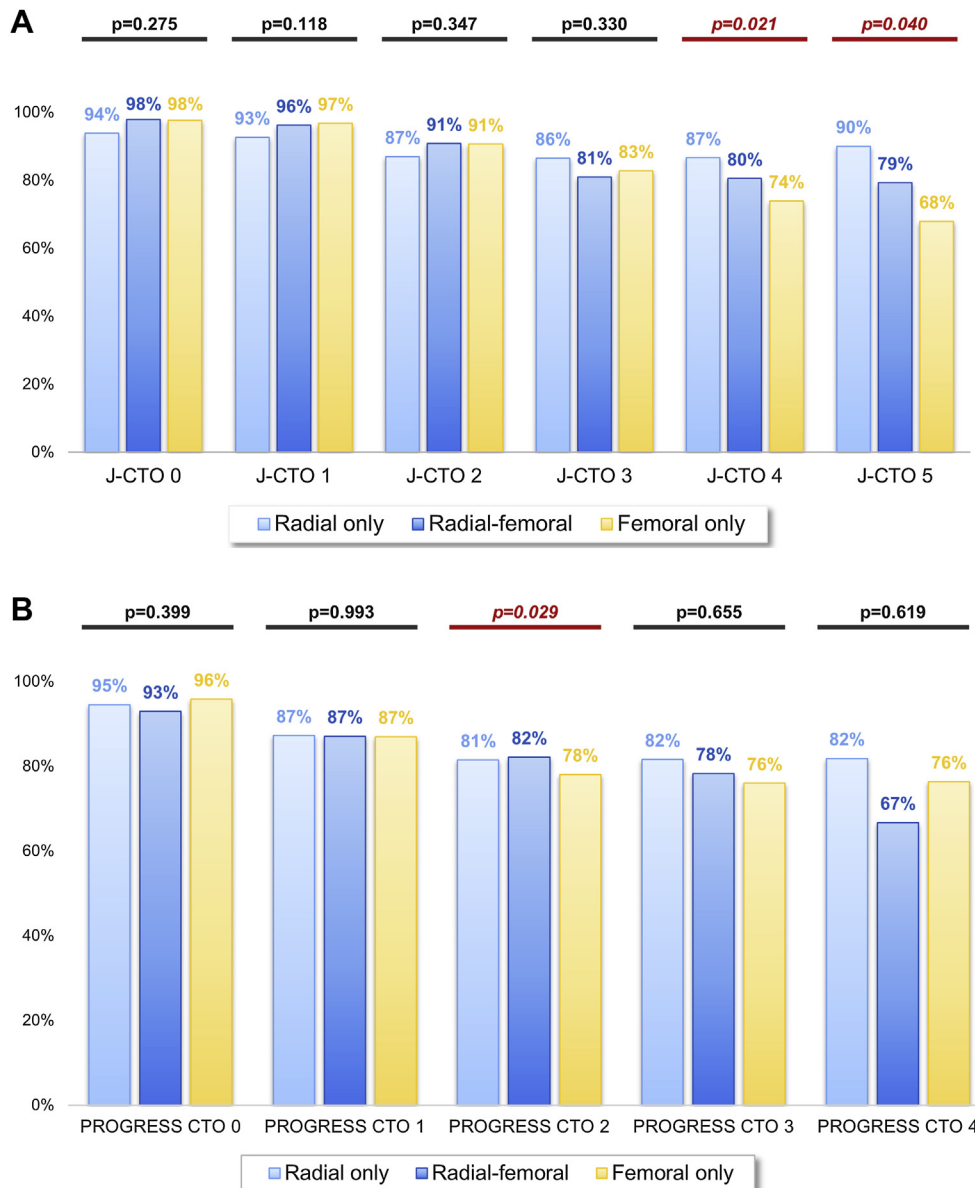 A
p=0.275 p=0.118 p=0.347 p=0.330 p=0.021 p=0.040
94% 98% 98% 93% 96% 97% 87% 91% 91% 86% 81% 83% 87% 80% 74% 90% 79% 68%
100%
80%
60%
40%
20%
0%
J-CTO 0 J-CTO 1 J-CTO 2 J-CTO 3 J-CTO 4 J-CTO 5
Radial only Radial-femoral Femoral only
B
p=0.399 p=0.993 p=0.029 p=0.655 p=0.619
95% 93% 96% 87% 87% 87% 81% 82% 78% 82% 78% 76% 82% 67% 76%
100%
80%
60%
40%
20%
0%
PROGRESS CTO 0 PROGRESS CTO 1 PROGRESS CTO 2 PROGRESS CTO 3 PROGRESS CTO 4
Radial only Radial-femoral Femoral only